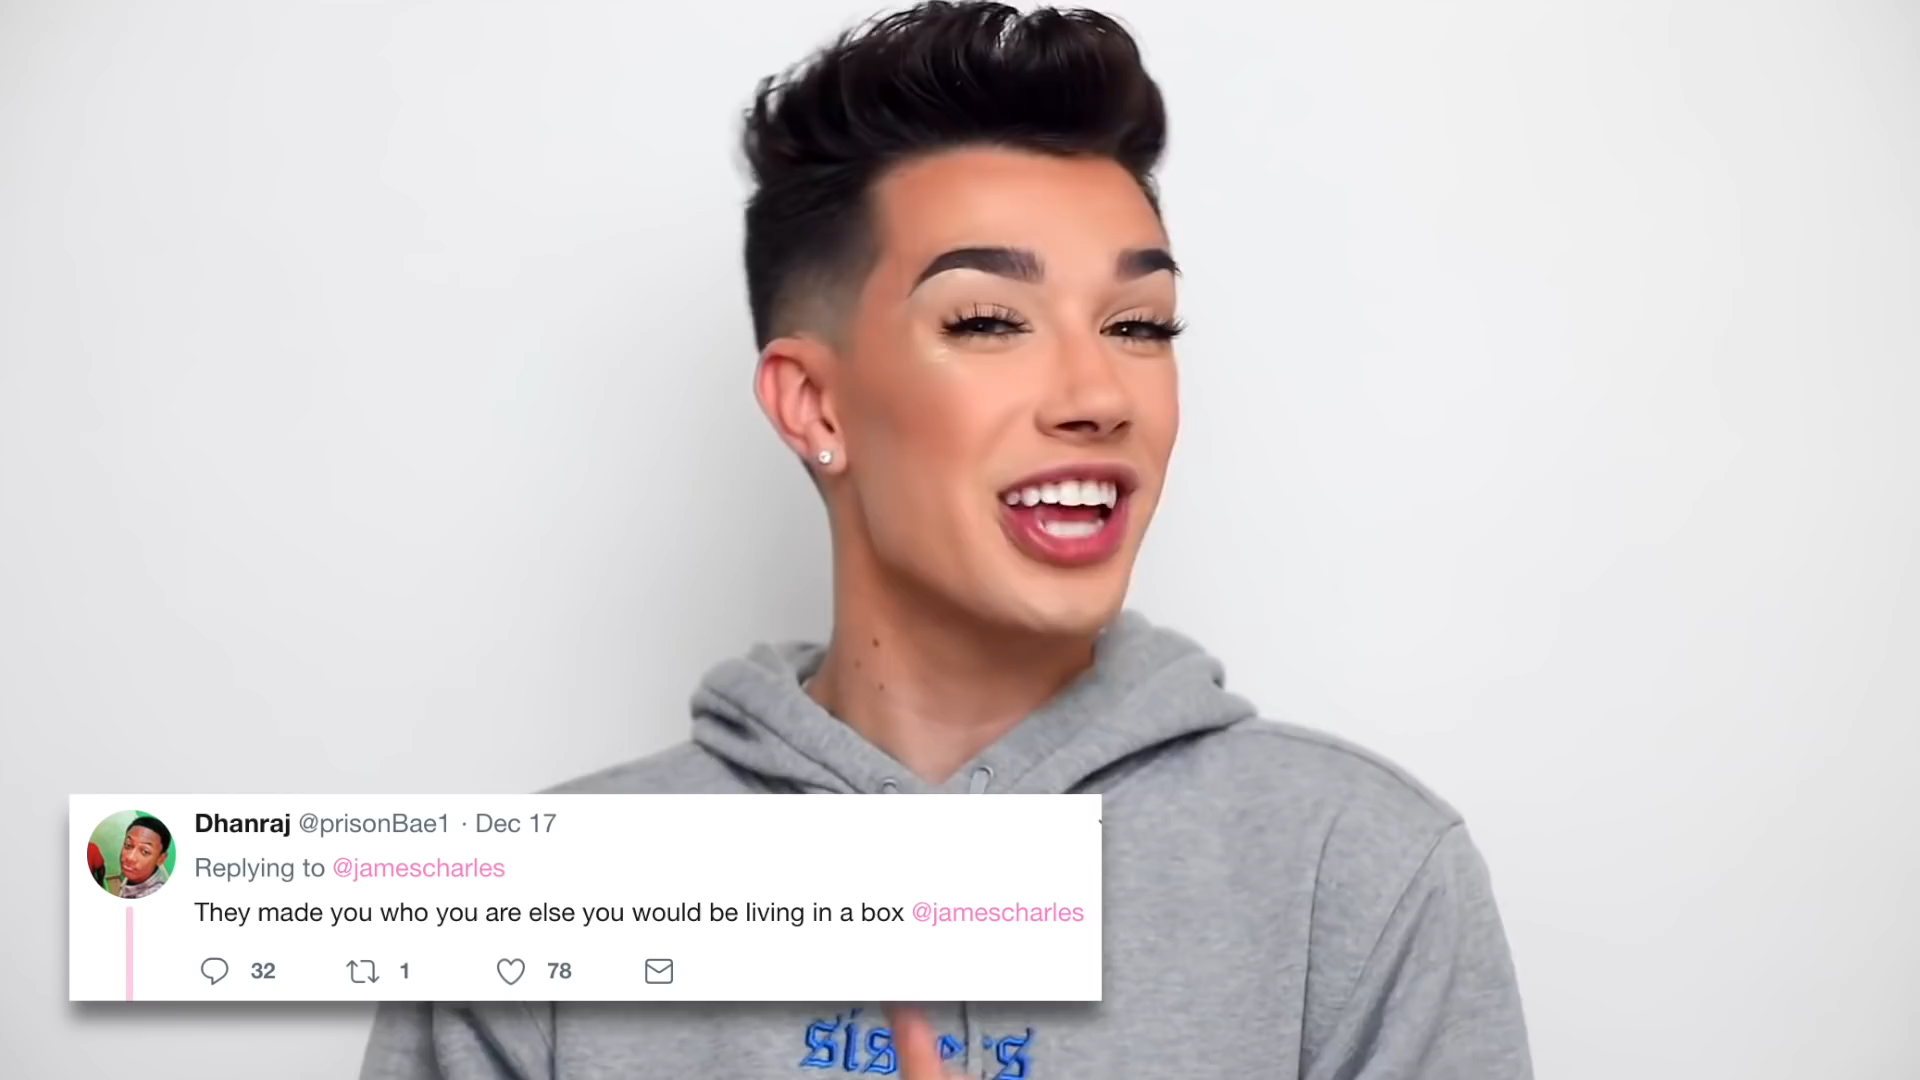 Dhanraj @prisonBae1 · Dec 17
Replying to @jamescharles
They made you who you are else you would be living in a box @jamescharles
32 1 78